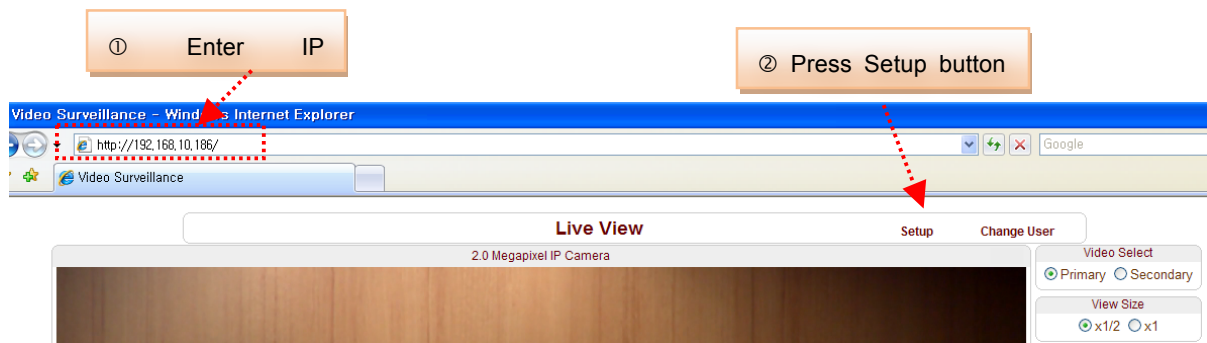 ① Enter IP
② Press Setup button
Video Surveillance - Windows Internet Explorer
http://192,168,10,186/
Google
Video Surveillance
Live View
Setup
Change User
2.0 Megapixel IP Camera
Video Select
Primary Secondary
View Size
x1/2 x1